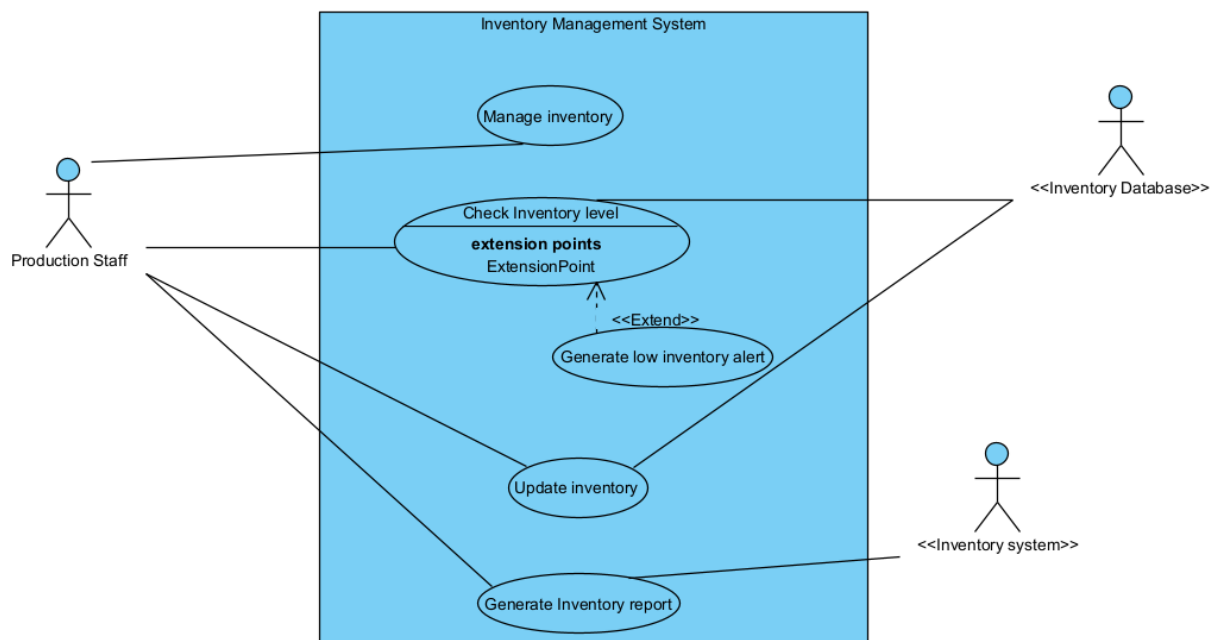 Inventory Management System
Manage inventory
<<Inventory Database>>
Check Inventory level
extension points
ExtensionPoint
Production Staff
<<Extend>>
Generate low inventory alert
Update inventory
<<Inventory system>>
Generate Inventory report